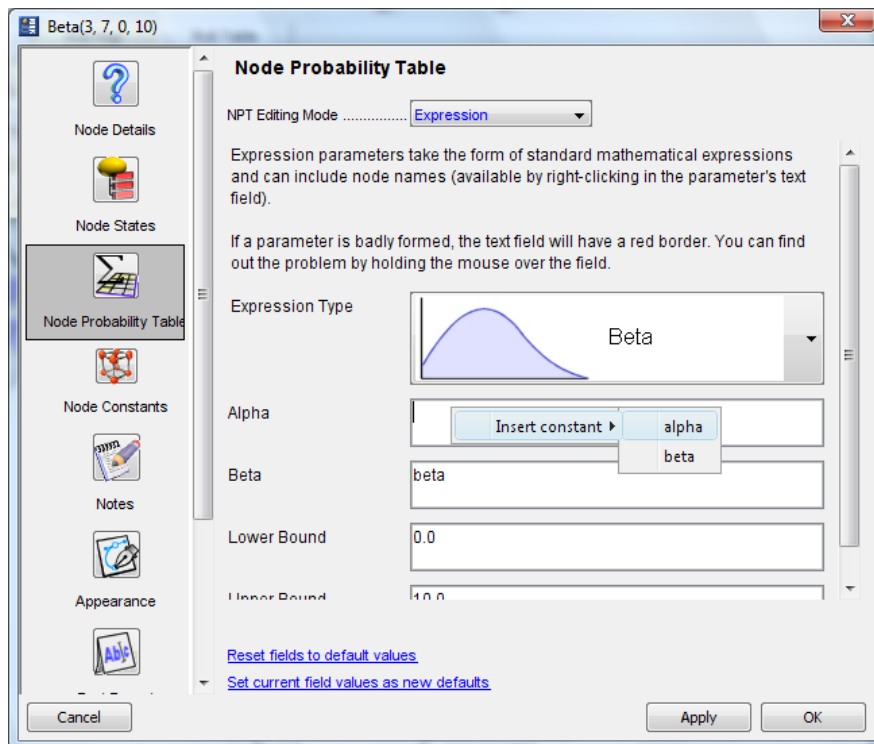 Beta(3, 7, 0, 10)
Node Details
Node States
Node Probability Table
Node Constants
Notes
Appearance
Node Probability Table
NPT Editing Mode ................ Expression
Expression parameters take the form of standard mathematical expressions
and can include node names (available by right-clicking in the parameter's text
field).
If a parameter is badly formed, the text field will have a red border. You can find
out the problem by holding the mouse over the field.
Expression Type
Beta
Alpha
Insert constant
alpha
beta
Beta
beta
Lower Bound
0.0
Upper Bound
10.0
Reset fields to default values
Set current field values as new defaults
Cancel
Apply
OK